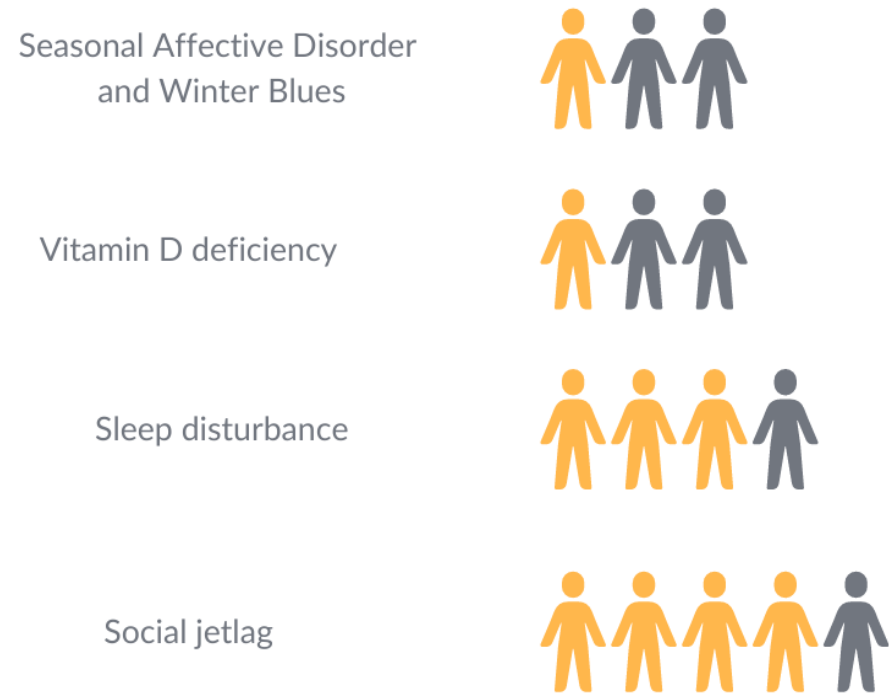 Seasonal Affective Disorder
and Winter Blues
Vitamin D deficiency
Sleep disturbance
Social jetlag